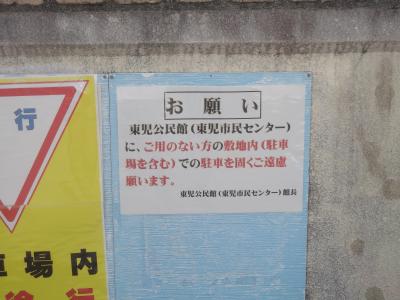 お願い
東児公民館(東児市民センター)
に、ご用のない方の敷地内(駐車
場を含む)での駐車を固くご遠慮
願います。
東児公民館(東児市民センター)館長
行
車場内
徐行